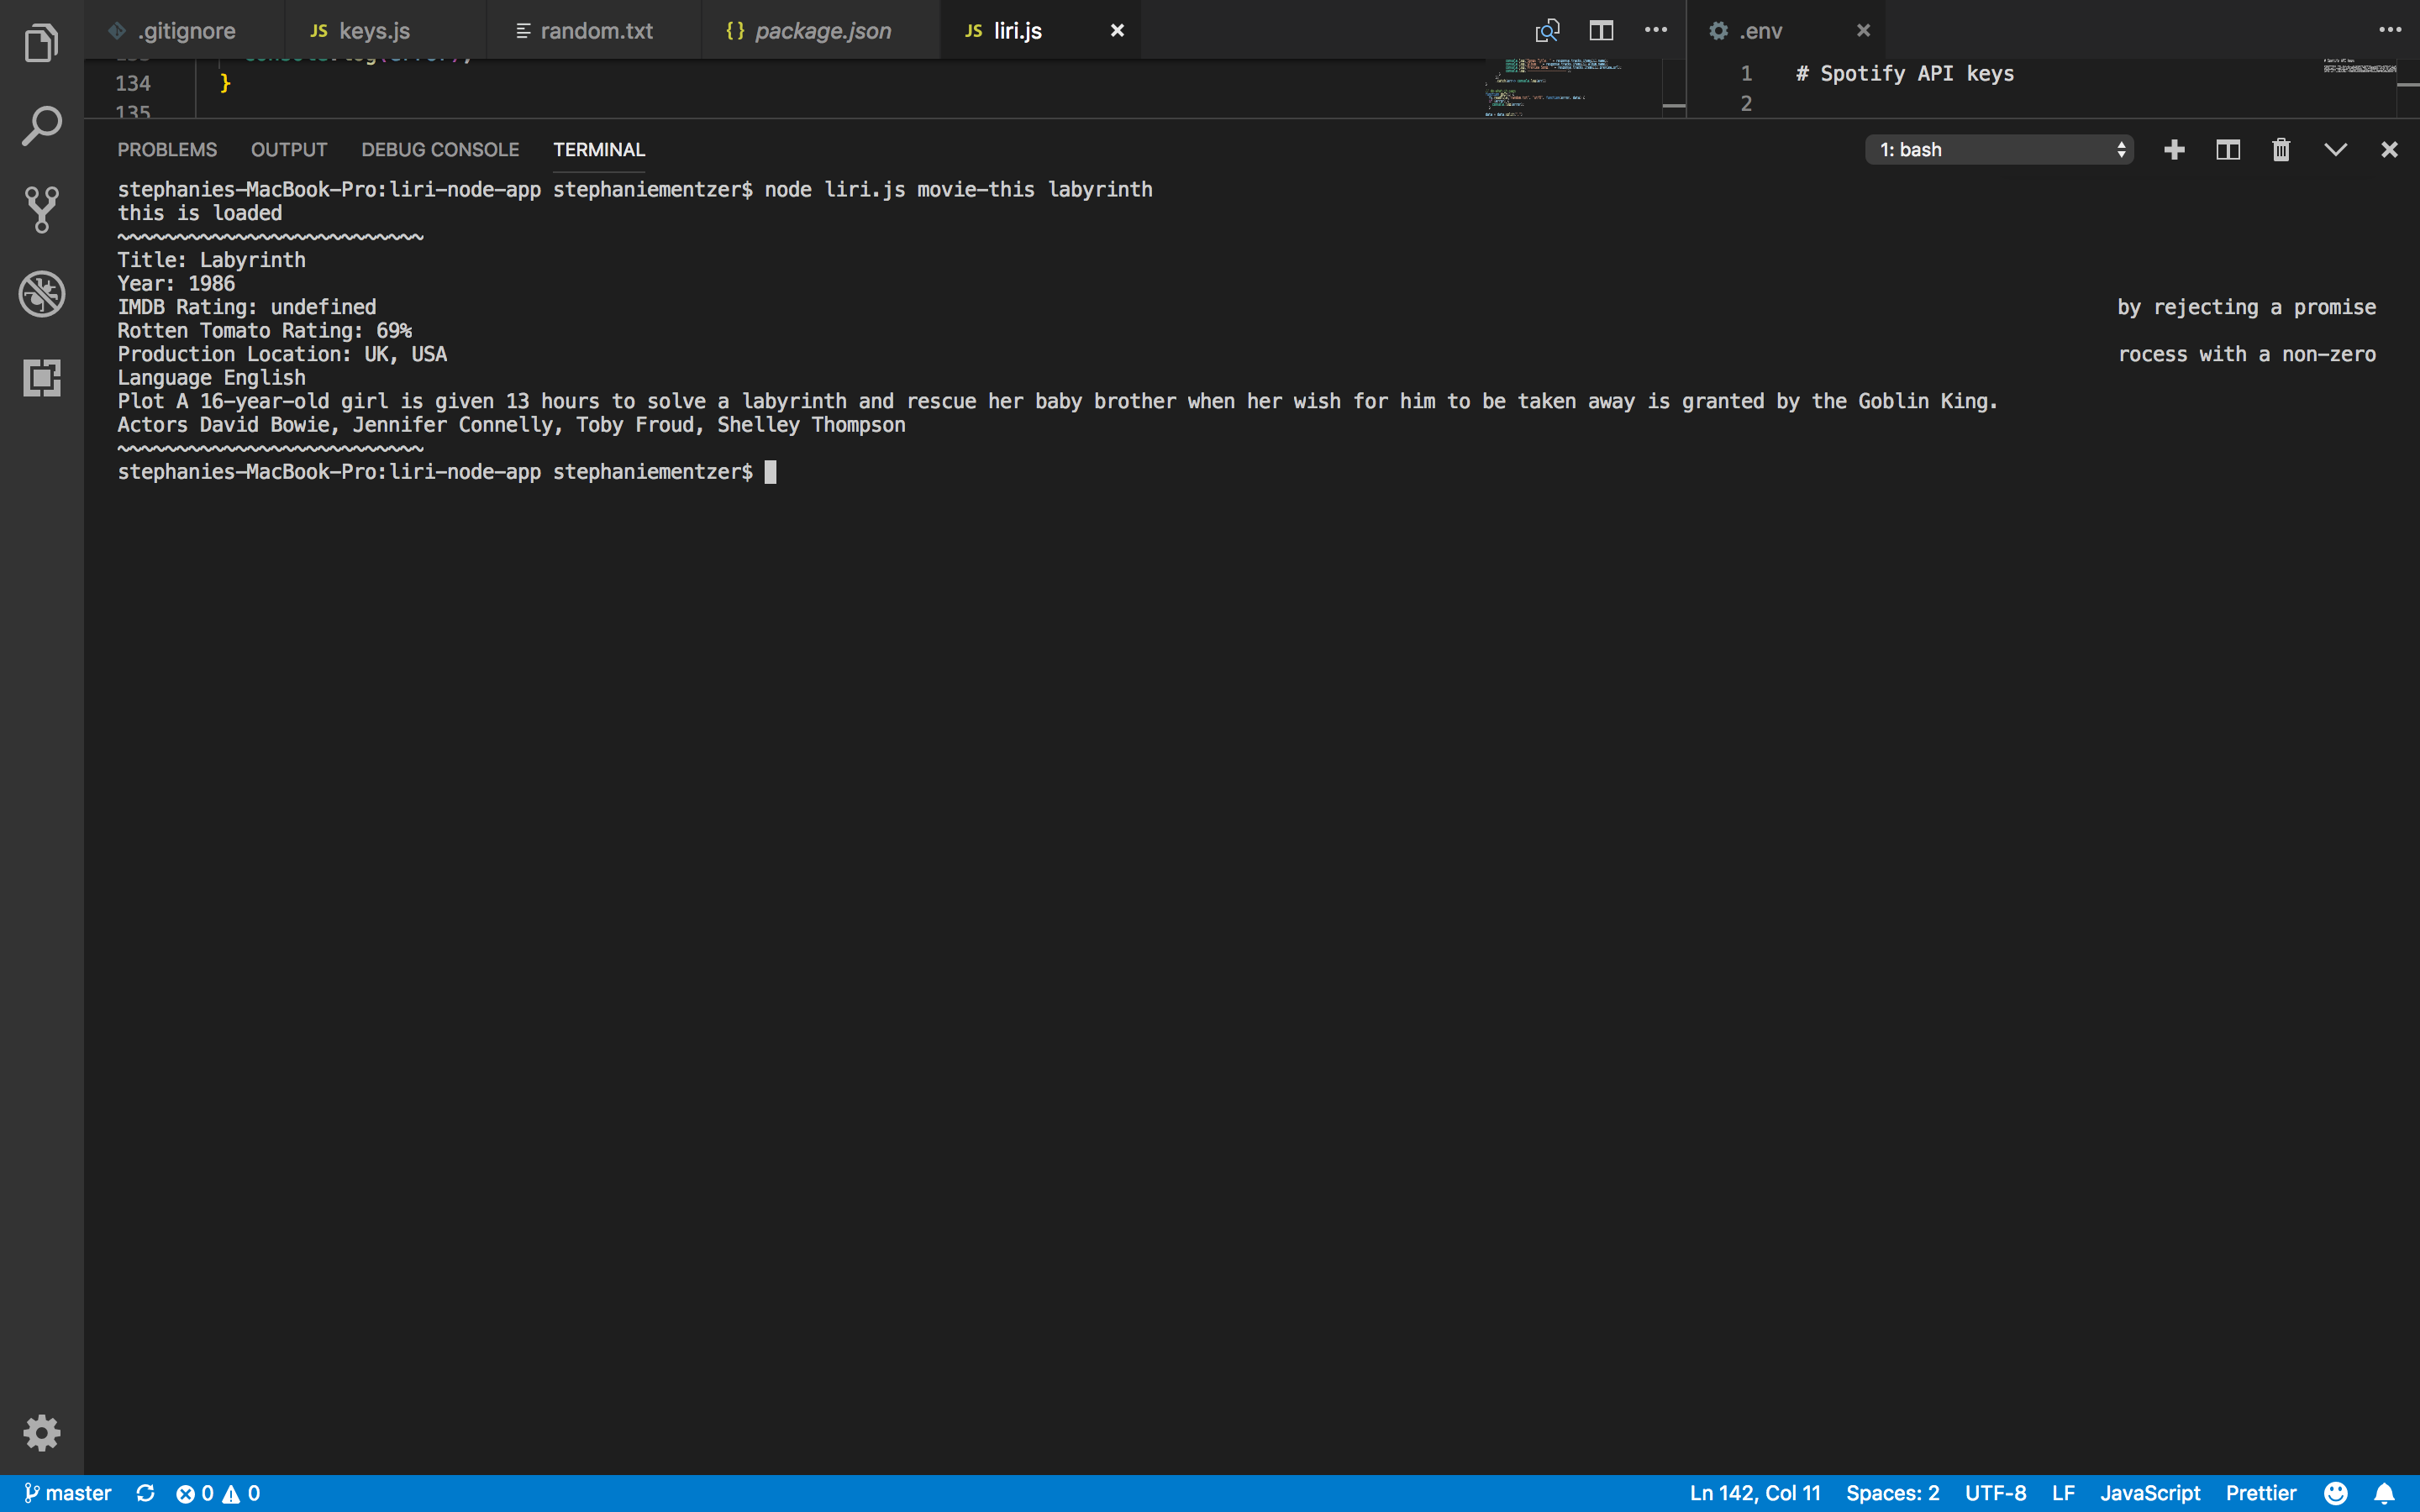 .gitignore
JS keys.js
random.txt
{} package.json
JS liri.js
.env
134 }
135
1 # Spotify API keys
2
PROBLEMS OUTPUT DEBUG CONSOLE TERMINAL
1: bash
stephanies-MacBook-Pro:liri-node-app stephaniementzer$ node liri.js movie-this labyrinth
this is loaded
~~~~~~~~~~~~~~~~~~~~~~~~~~
Title: Labyrinth
Year: 1986
IMDB Rating: undefined by rejecting a promise
Rotten Tomato Rating: 69%
Production Location: UK, USA rocess with a non-zero
Language English
Plot A 16-year-old girl is given 13 hours to solve a labyrinth and rescue her baby brother when her wish for him to be taken away is granted by the Goblin King.
Actors David Bowie, Jennifer Connelly, Toby Froud, Shelley Thompson
~~~~~~~~~~~~~~~~~~~~~~~~~~
stephanies-MacBook-Pro:liri-node-app stephaniementzer$
master 0 0 Ln 142, Col 11 Spaces: 2 UTF-8 LF JavaScript Prettier